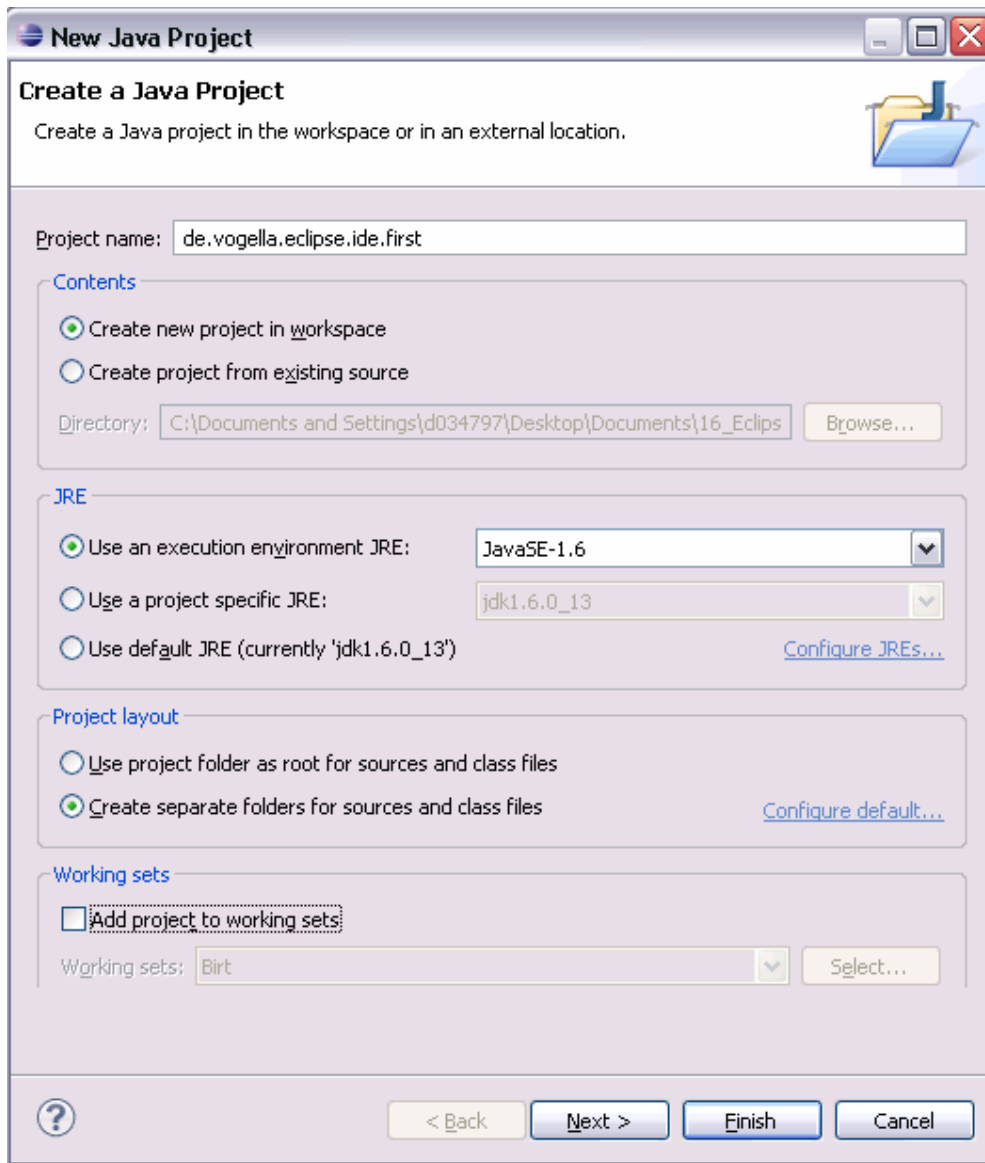 New Java Project
Create a Java Project
Create a Java project in the workspace or in an external location.
Project name: de.vogella.eclipse.ide.first
Contents
Create new project in workspace
Create project from existing source
Directory: C:\Documents and Settings\d034797\Desktop\Documents\16_Eclips Browse...
JRE
Use an execution environment JRE: JavaSE-1.6
Use a project specific JRE: jdk1.6.0_13
Use default JRE (currently 'jdk1.6.0_13') Configure JREs...
Project layout
Use project folder as root for sources and class files
Create separate folders for sources and class files Configure default...
Working sets
Add project to working sets
Working sets: Birt Select...
? < Back Next > Finish Cancel